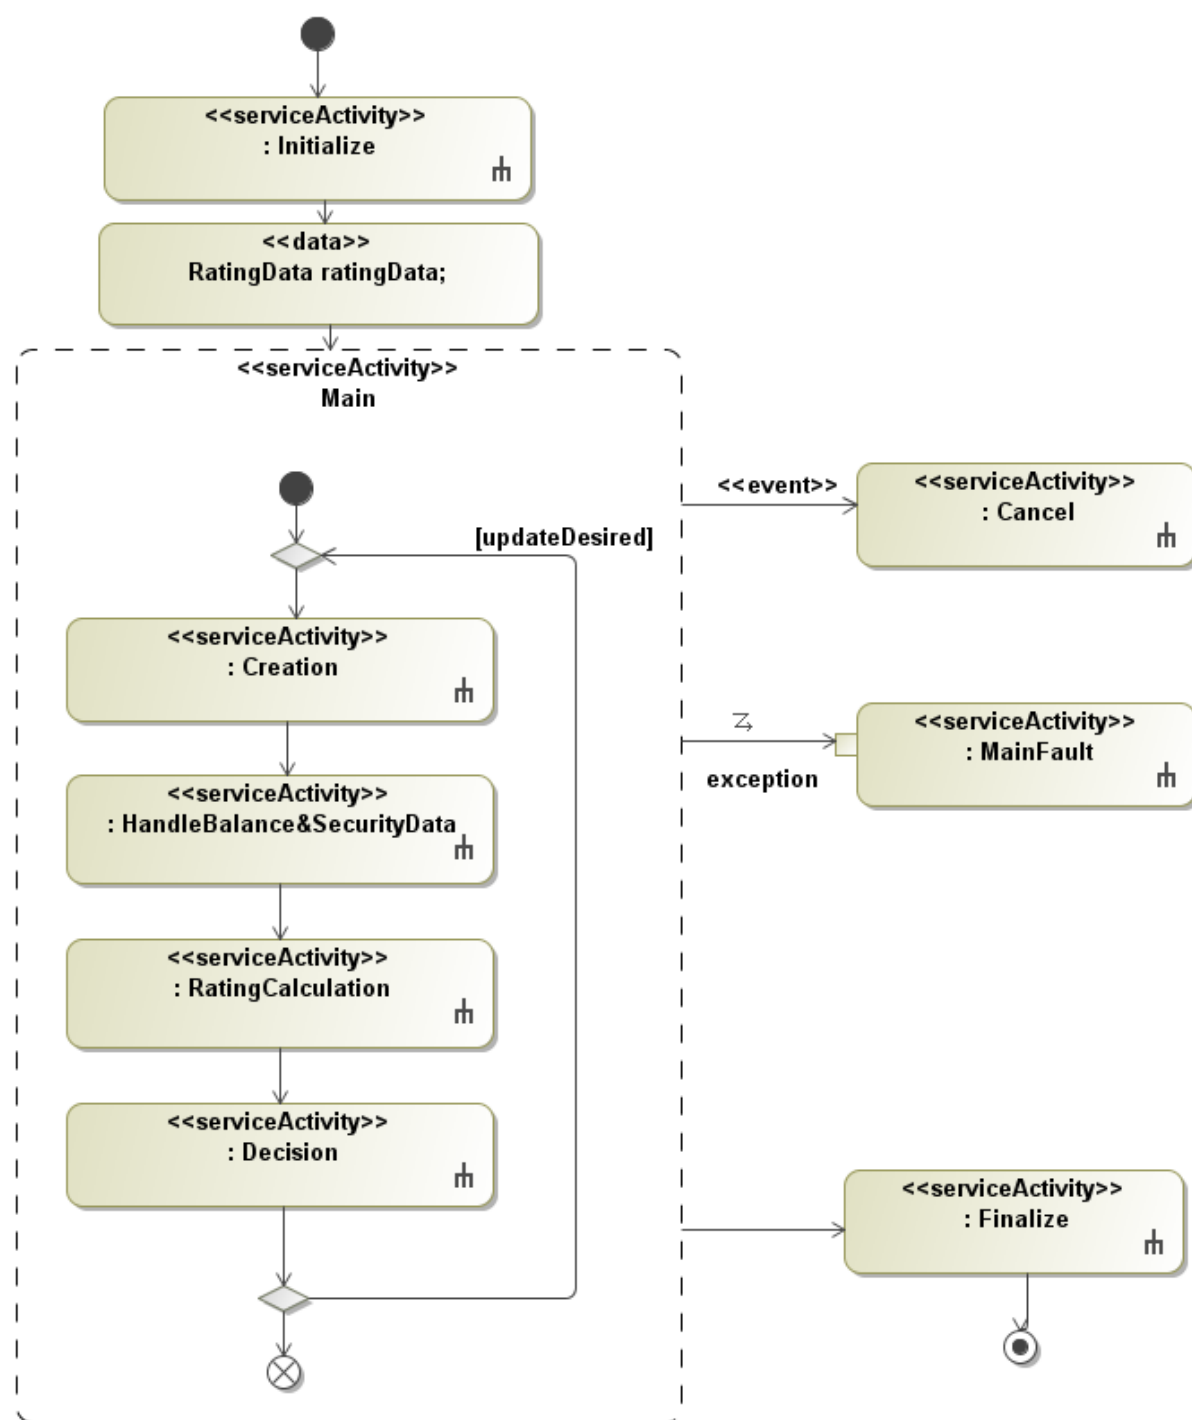 <<serviceActivity>>
: Initialize
<<data>>
RatingData ratingData;
<<serviceActivity>>
Main
[updateDesired]
<<serviceActivity>>
: Creation
<<serviceActivity>>
: HandleBalance&SecurityData
<<serviceActivity>>
: RatingCalculation
<<serviceActivity>>
: Decision
<<event>>
<<serviceActivity>>
: Cancel
exception
<<serviceActivity>>
: MainFault
<<serviceActivity>>
: Finalize